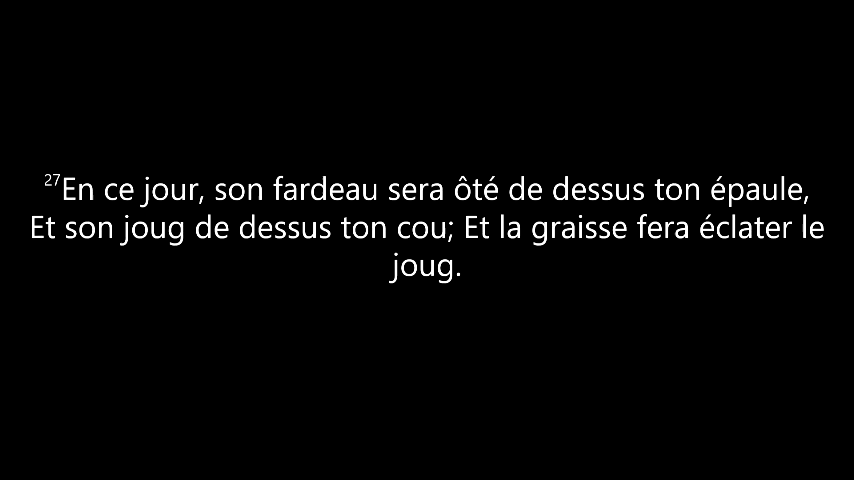 27En ce jour, son fardeau sera ôté de dessus ton épaule,
Et son joug de dessus ton cou; Et la graisse fera éclater le
joug.